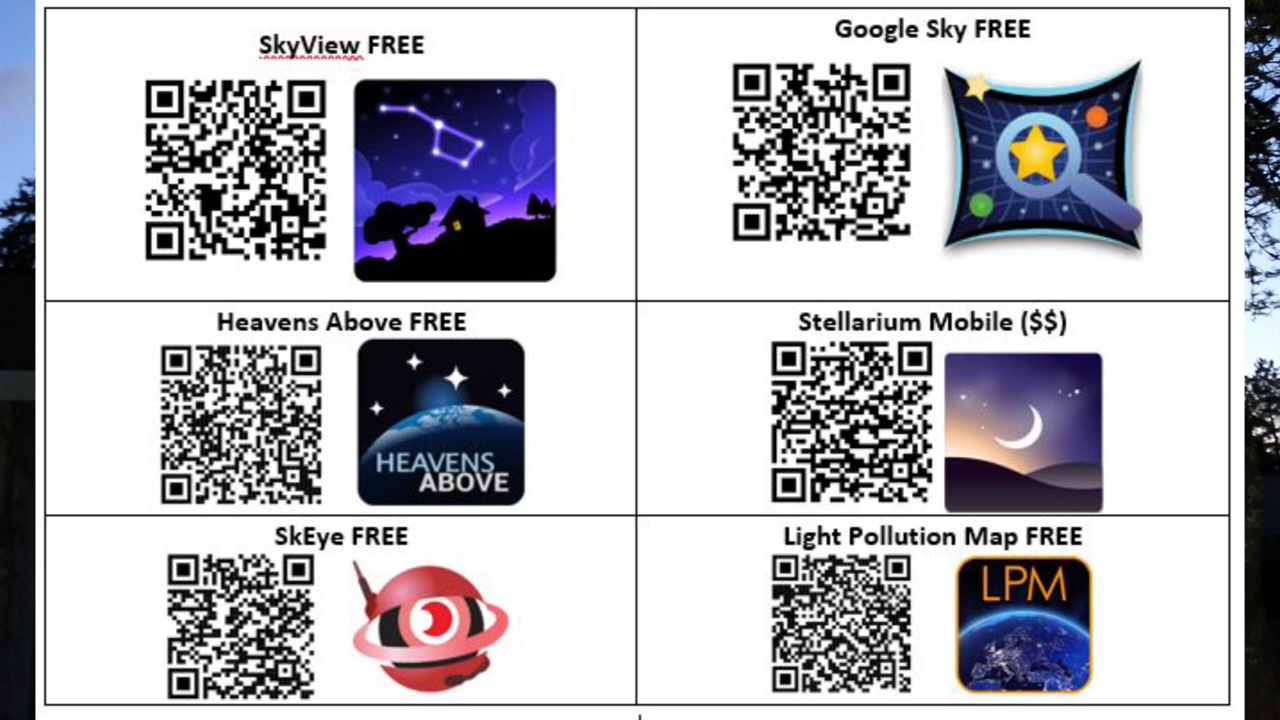 SkyView FREE
Google Sky FREE
Heavens Above FREE
HEAVENS
ABOVE
Stellarium Mobile ($$)
SkEye FREE
Light Pollution Map FREE
LPM